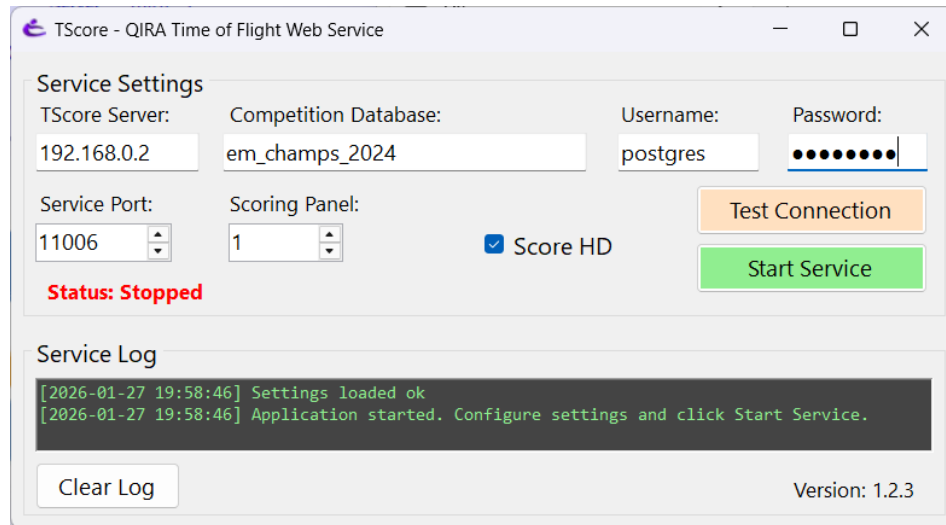 TScore - QIRA Time of Flight Web Service
Service Settings
TScore Server: Competition Database: Username: Password:
192.168.0.2 em_champs_2024 postgres ●●●●●●●●
Service Port: Scoring Panel:
Test Connection
11006 1 Score HD
Start Service
Status: Stopped
Service Log
[2026-01-27 19:58:46] Settings loaded ok
[2026-01-27 19:58:46] Application started. Configure settings and click Start Service.
Clear Log
Version: 1.2.3